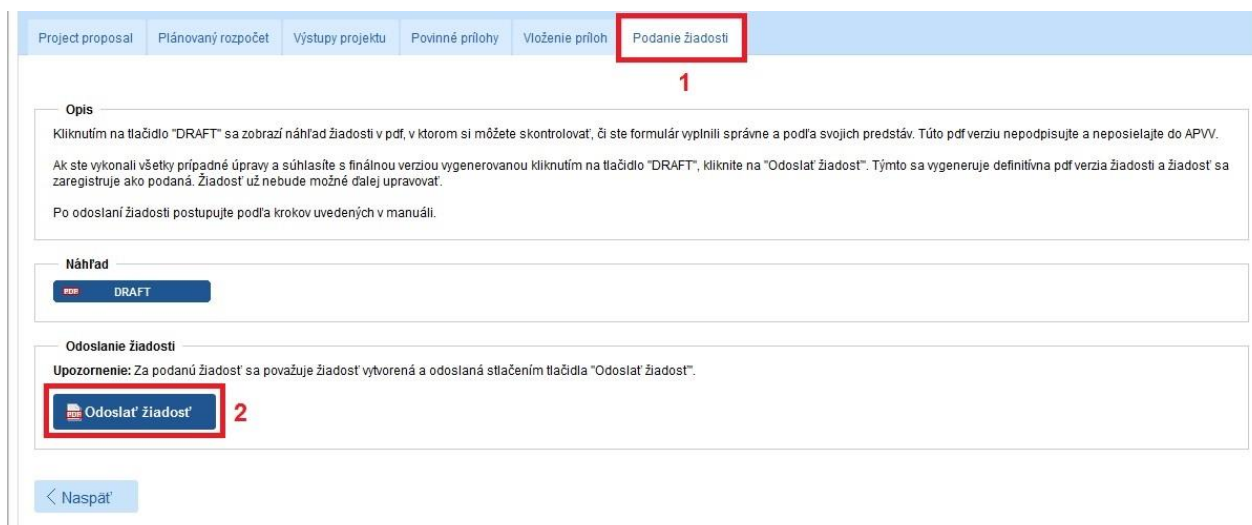 Project proposal Plánovaný rozpočet Výstupy projektu Povinné prílohy Vloženie príloh Podanie žiadosti
1
Opis
Kliknutím na tlačidlo "DRAFT" sa zobrazí náhľad žiadosti v pdf, v ktorom si môžete skontrolovať, či ste formulár vyplnili správne a podľa svojich predstáv. Túto pdf verziu nepodpisujte a neposielajte do APVV.
Ak ste vykonali všetky prípadné úpravy a súhlasíte s finálnou verziou vygenerovanou kliknutím na tlačidlo "DRAFT", kliknite na "Odoslať žiadosť". Týmto sa vygeneruje definitívna pdf verzia žiadosti a žiadosť sa
zaregistruje ako podaná. Žiadosť už nebude možné ďalej upravovať.
Po odoslaní žiadosti postupujte podľa krokov uvedených v manuáli.
Náhľad
PDF DRAFT
Odoslanie žiadosti
Upozornenie: Za podanú žiadosť sa považuje žiadosť vytvorená a odoslaná stlačením tlačidla "Odoslať žiadosť".
PDF Odoslať žiadosť 2
< Naspäť